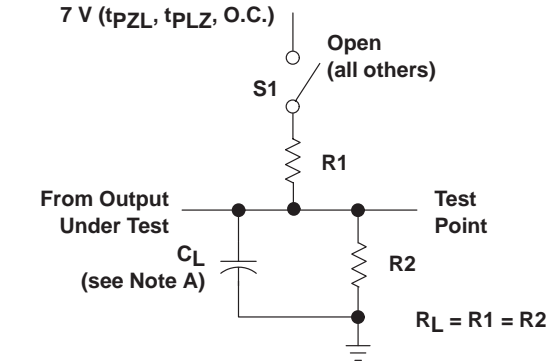 7 V (tPZL, tPLZ, O.C.)
Open
(all others)
S1
R1
From Output
Under Test
Test
Point
CL
(see Note A)
R2
RL = R1 = R2